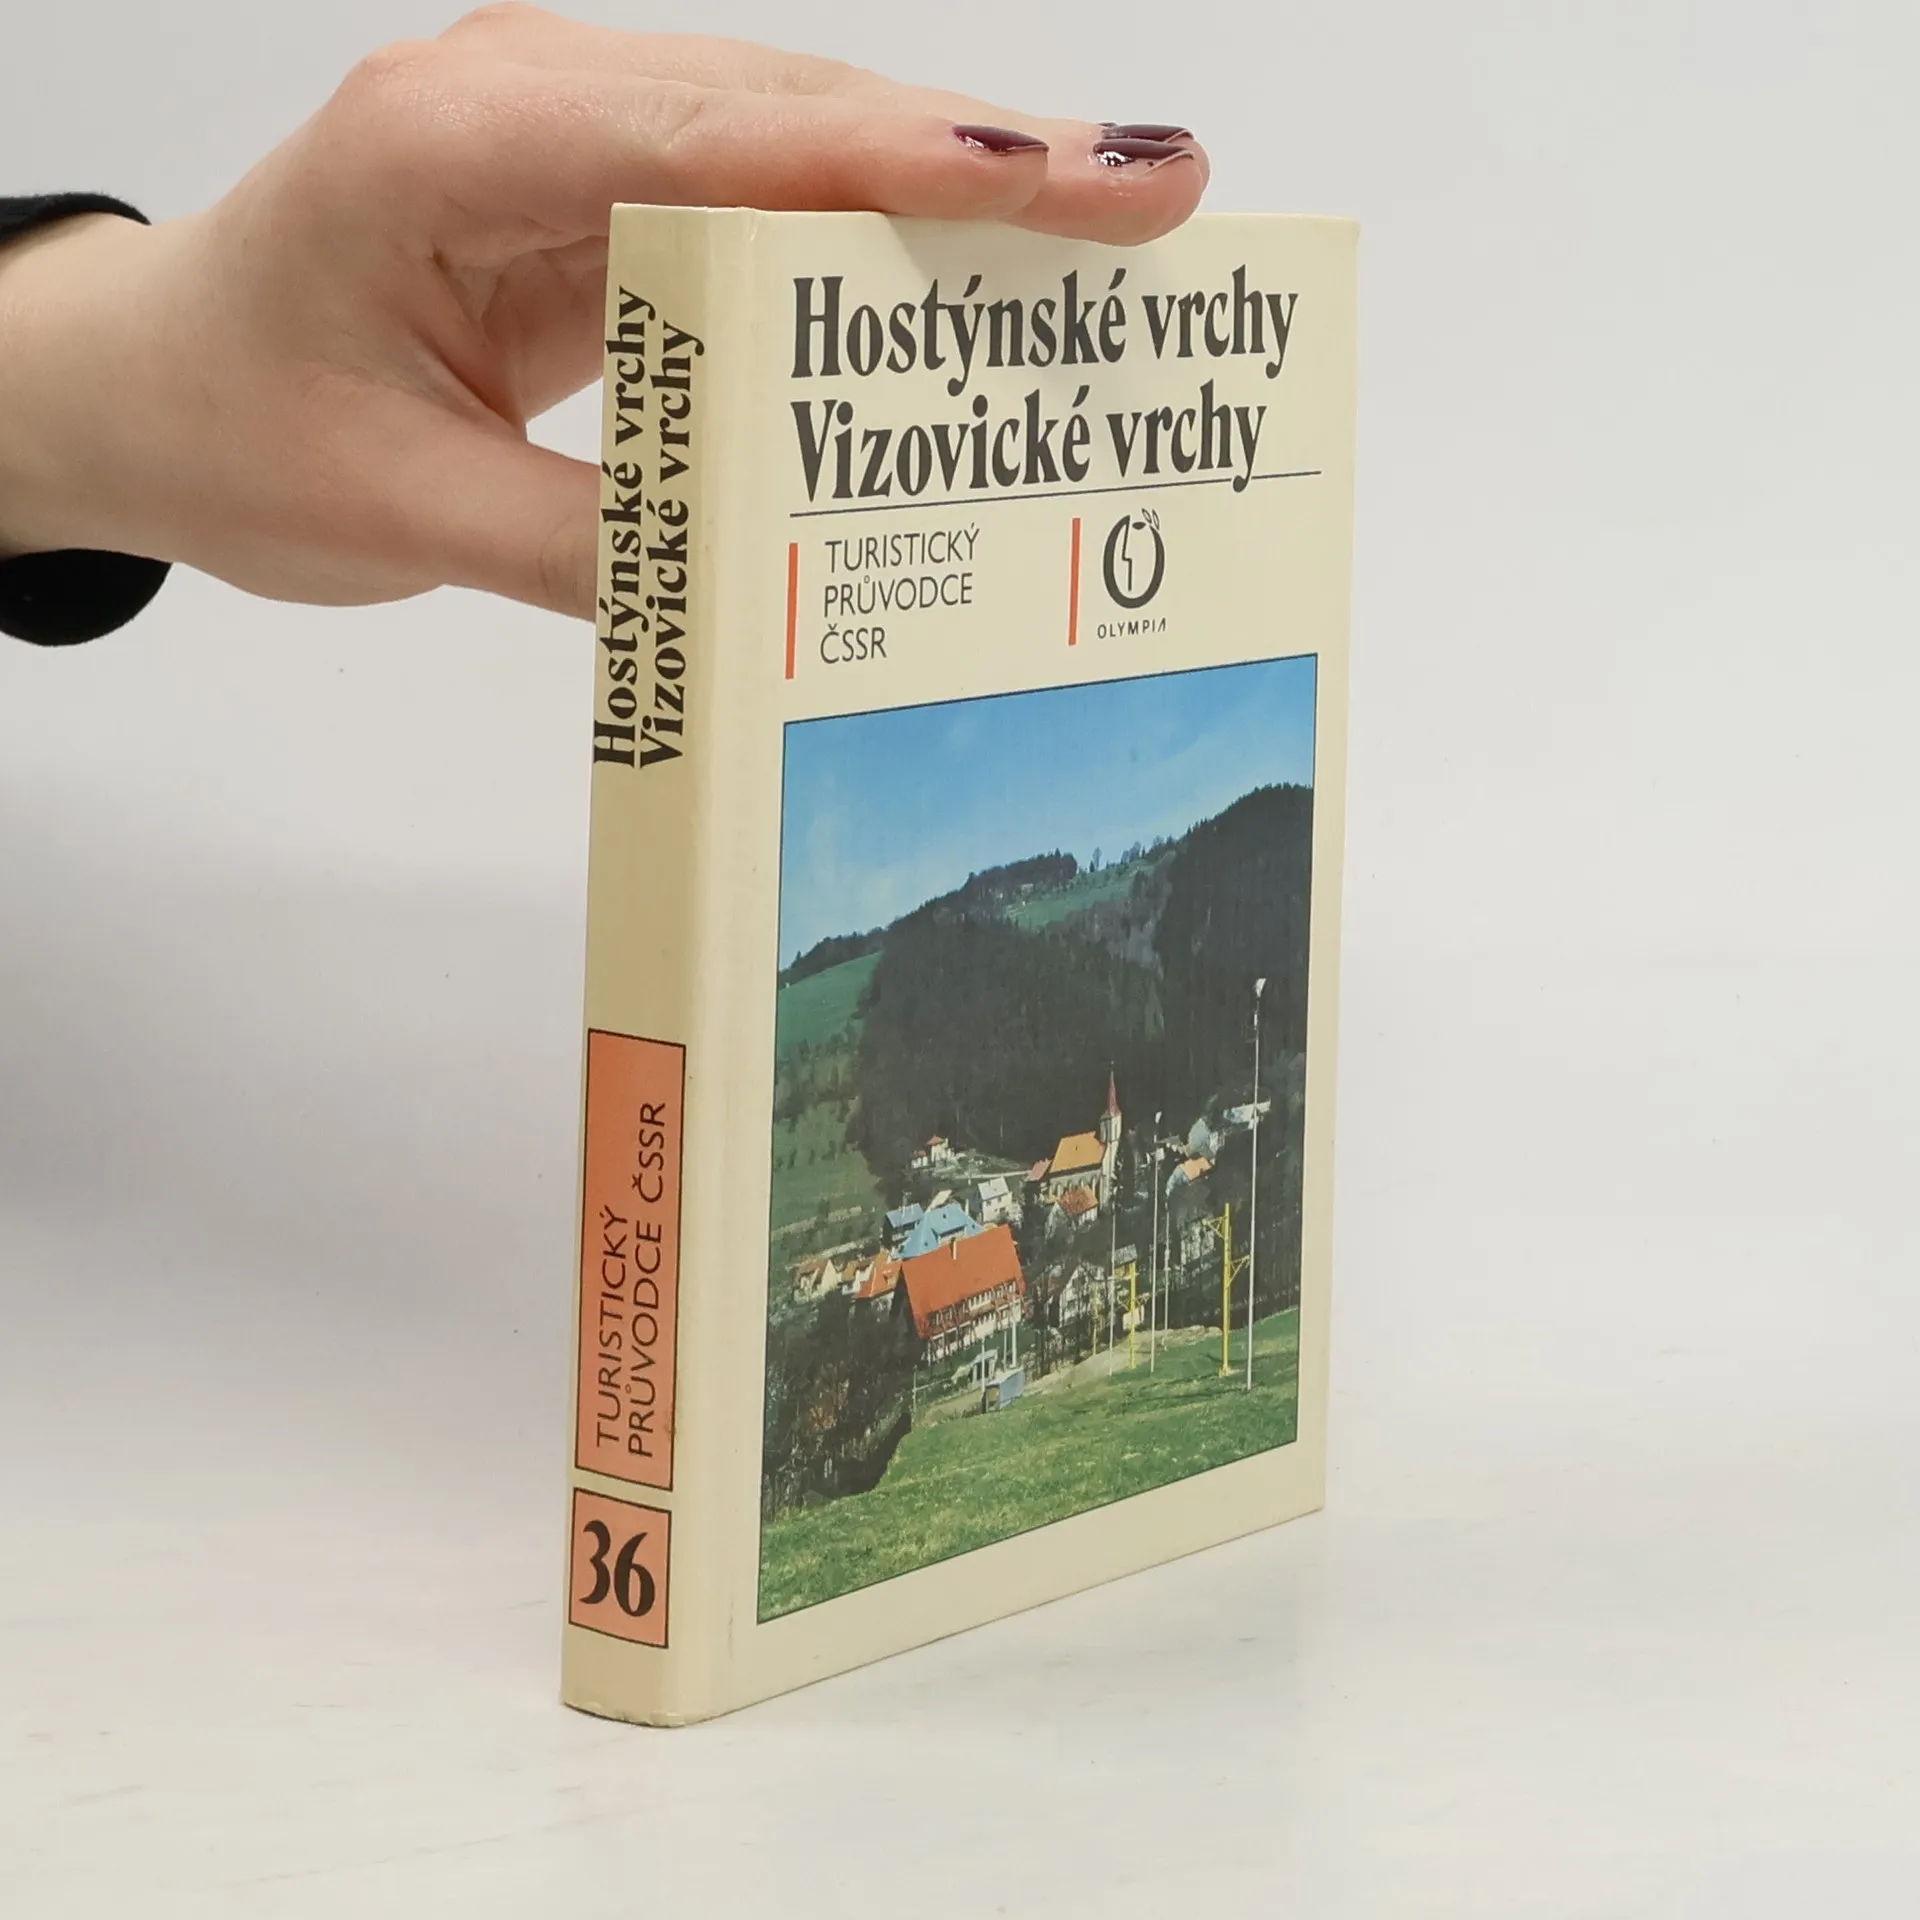 Hostýnské vrchy
Vizovické vrchy
TURISTICKÝ
PRŮVODCE
ČSSR
OLYMPIA
Hostýnské vrchy
Vizovické vrchy
TURISTICKÝ
PRŮVODCE ČSSR
36